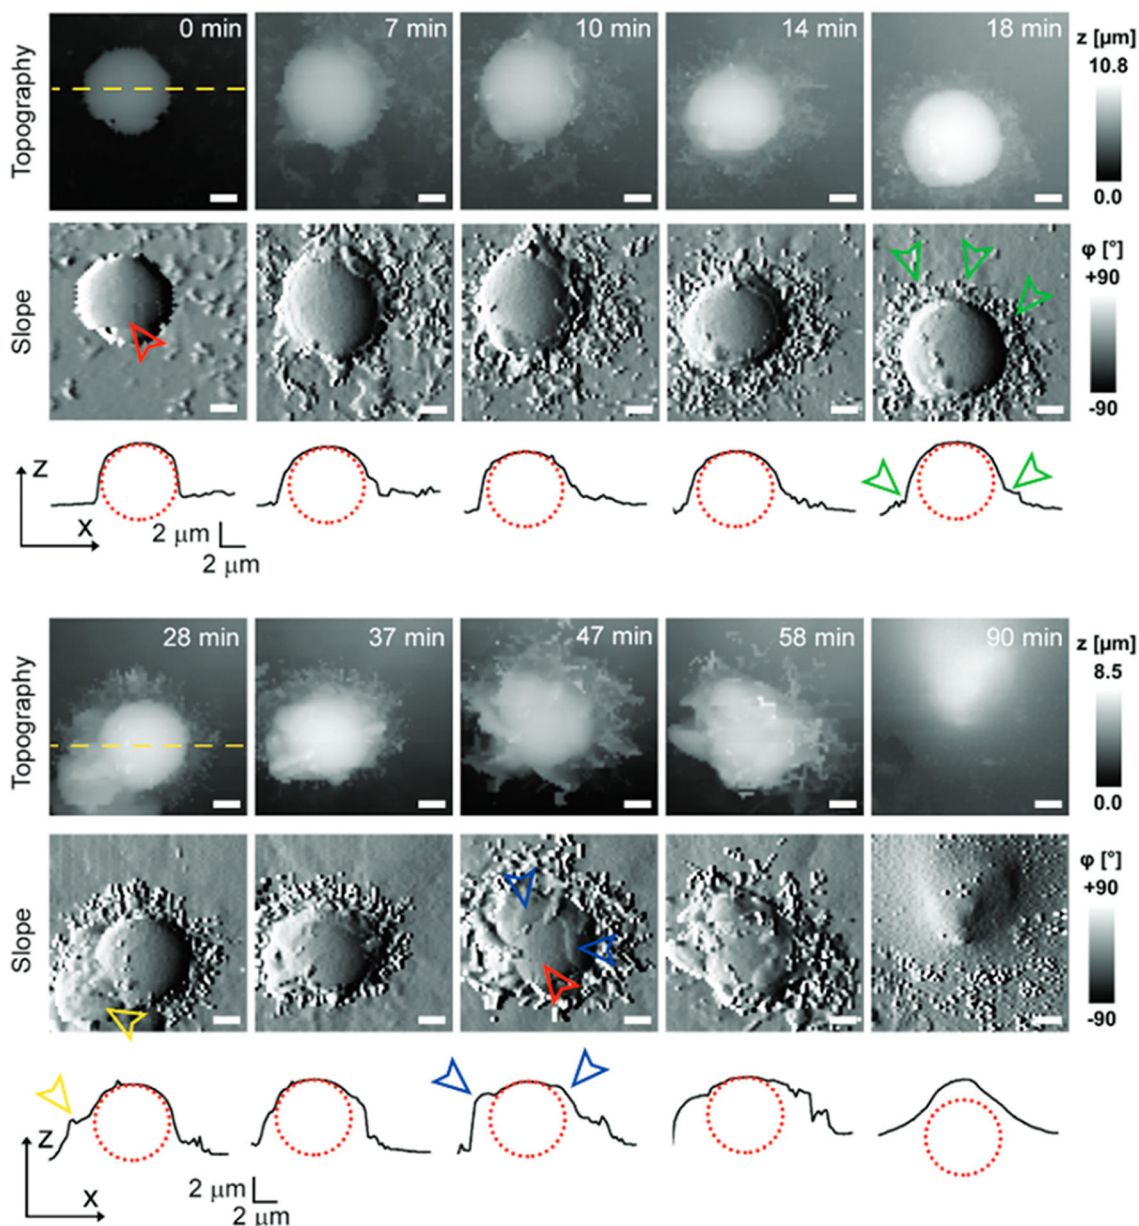 Topography
0 min
7 min
10 min
14 min
18 min
z [µm]
10.8
0.0
Slope
φ [°]
+90
-90
Z
X
2 µm
2 µm
Topography
28 min
37 min
47 min
58 min
90 min
z [µm]
8.5
0.0
Slope
φ [°]
+90
-90
Z
X
2 µm
2 µm